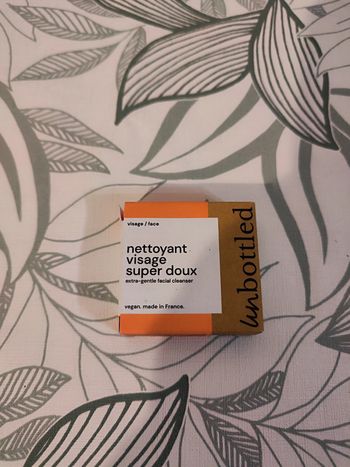 visage / face
nettoyant
visage
super doux
extra-gentle facial cleanser
vegan. made in France.
unbottled